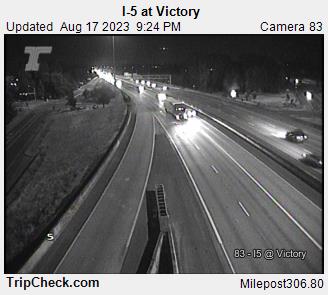 I-5 at Victory
Updated Aug 17 2023 9:24 PM Camera 83
T
S
83 - I5 @ Victory
TripCheck.com Milepost306.80